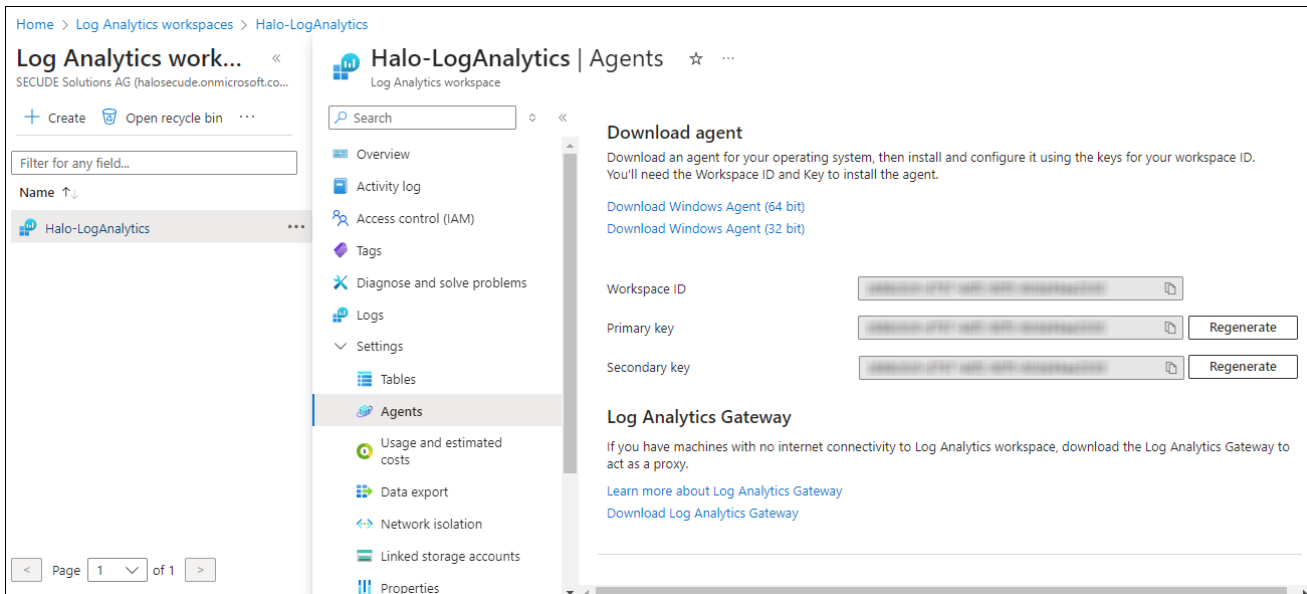 Home > Log Analytics workspaces > Halo-LogAnalytics
Log Analytics work...
SECUDE Solutions AG (halosecude.onmicrosoft.co...
+ Create Open recycle bin ...
Filter for any field...
Name ↑↓
Halo-LogAnalytics ...
< Page 1 of 1 >
Halo-LogAnalytics | Agents ☆ ...
Log Analytics workspace
Search
Overview
Activity log
Access control (IAM)
Tags
Diagnose and solve problems
Logs
Settings
Tables
Agents
Usage and estimated
costs
Data export
Network isolation
Linked storage accounts
Properties
Download agent
Download an agent for your operating system, then install and configure it using the keys for your workspace ID.
You'll need the Workspace ID and Key to install the agent.
Download Windows Agent (64 bit)
Download Windows Agent (32 bit)
Workspace ID
Primary key Regenerate
Secondary key Regenerate
Log Analytics Gateway
If you have machines with no internet connectivity to Log Analytics workspace, download the Log Analytics Gateway to
act as a proxy.
Learn more about Log Analytics Gateway
Download Log Analytics Gateway